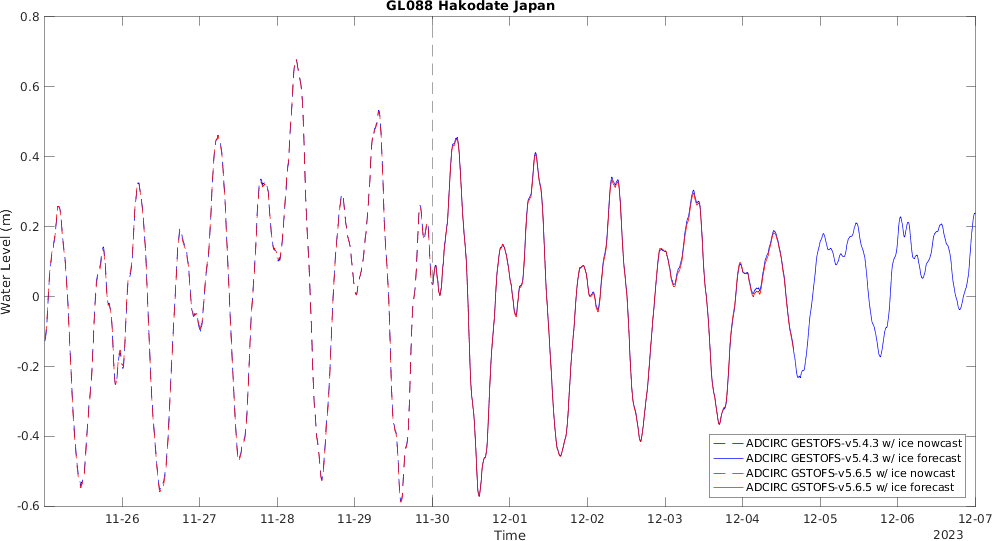 GL088 Hakodate Japan
0.8
0.6
0.4
0.2
0
-0.2
-0.4
-0.6
Water Level (m)
ADCIRC GESTOFS-v5.4.3 w/ ice nowcast
ADCIRC GESTOFS-v5.4.3 w/ ice forecast
ADCIRC GSTOFS-v5.6.5 w/ ice nowcast
ADCIRC GSTOFS-v5.6.5 w/ ice forecast
11-26 11-27 11-28 11-29 11-30 12-01 12-02 12-03 12-04 12-05 12-06 12-07
Time
2023